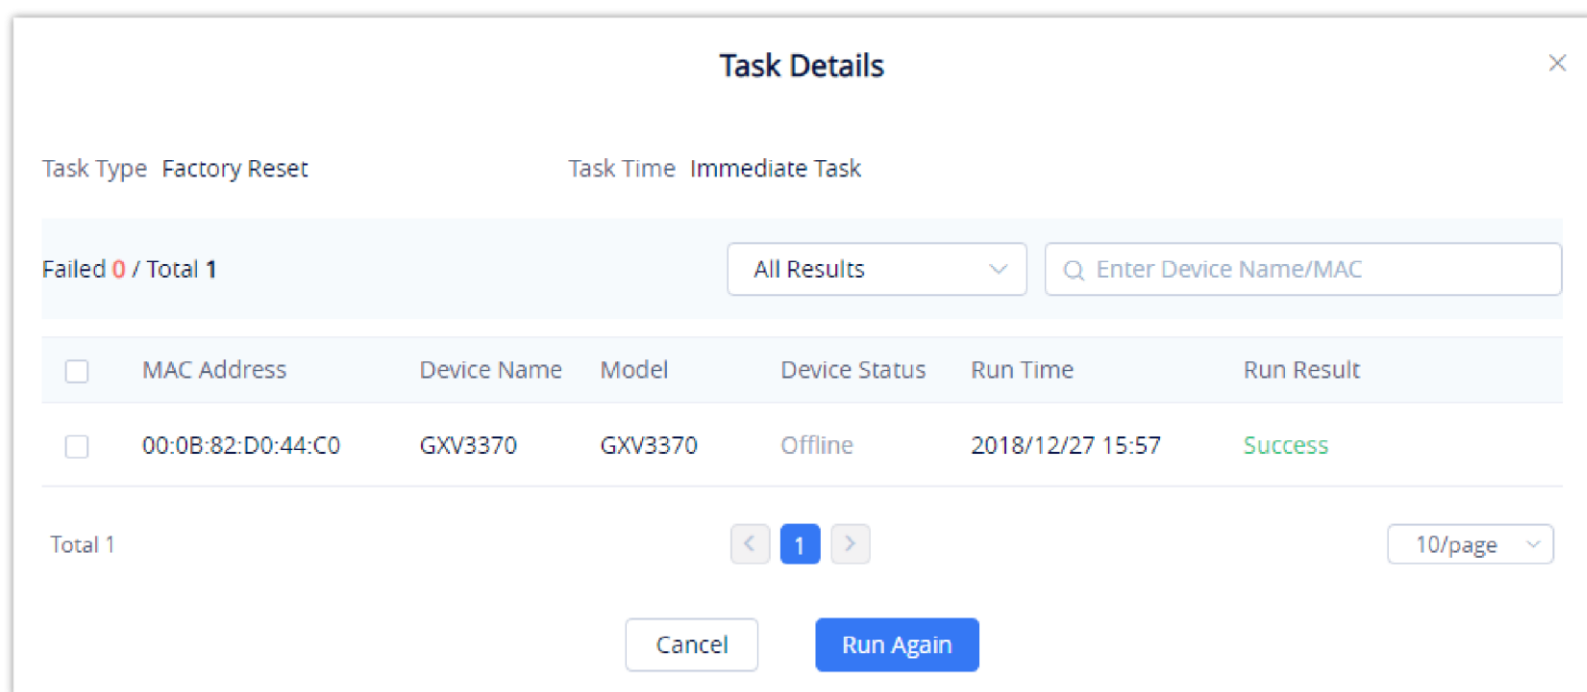 Task Details
Task Type Factory Reset Task Time Immediate Task
Failed 0 / Total 1 All Results Enter Device Name/MAC
MAC Address Device Name Model Device Status Run Time Run Result
00:0B:82:D0:44:C0 GXV3370 GXV3370 Offline 2018/12/27 15:57 Success
Total 1 < 1 > 10/page
Cancel Run Again